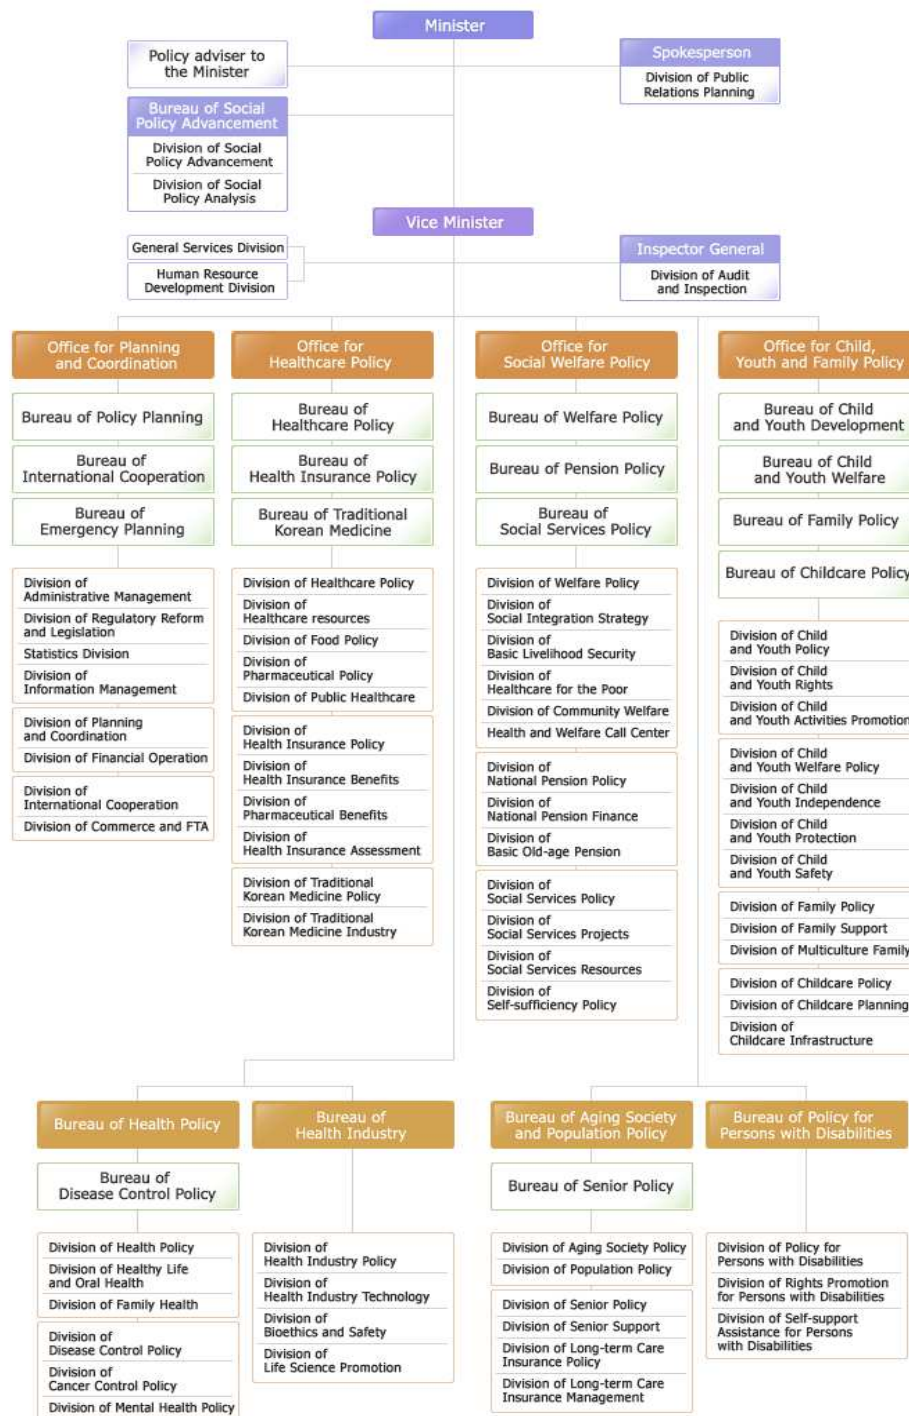 Minister
Policy adviser to
the Minister
Spokesperson
Division of Public
Relations Planning
Bureau of Social
Policy Advancement
Division of Social
Policy Advancement
Division of Social
Policy Analysis
Vice Minister
General Services Division
Human Resource
Development Division
Inspector General
Division of Audit
and Inspection
Office for Planning
and Coordination
Bureau of Policy Planning
Bureau of
International Cooperation
Bureau of
Emergency Planning
Division of
Administrative Management
Division of Regulatory Reform
and Legislation
Statistics Division
Division of
Information Management
Division of Planning
and Coordination
Division of Financial Operation
Division of
International Cooperation
Division of Commerce and FTA
Office for
Healthcare Policy
Bureau of
Healthcare Policy
Bureau of
Health Insurance Policy
Bureau of Traditional
Korean Medicine
Division of Healthcare Policy
Division of
Healthcare resources
Division of Food Policy
Division of
Pharmaceutical Policy
Division of Public Healthcare
Division of
Health Insurance Policy
Division of
Health Insurance Benefits
Division of
Pharmaceutical Benefits
Division of
Health Insurance Assessment
Division of Traditional
Korean Medicine Policy
Division of Traditional
Korean Medicine Industry
Office for
Social Welfare Policy
Bureau of Welfare Policy
Bureau of Pension Policy
Bureau of
Social Services Policy
Division of Welfare Policy
Division of
Social Integration Strategy
Division of
Basic Livelihood Security
Division of
Healthcare for the Poor
Division of Community Welfare
Health and Welfare Call Center
Division of
National Pension Policy
Division of
National Pension Finance
Division of
Basic Old-age Pension
Division of
Social Services Policy
Division of
Social Services Projects
Division of
Social Services Resources
Division of
Self-sufficiency Policy
Office for Child,
Youth and Family Policy
Bureau of Child
and Youth Development
Bureau of Child
and Youth Welfare
Bureau of Family Policy
Bureau of Childcare Policy
Division of Child
and Youth Policy
Division of Child
and Youth Rights
Division of Child
and Youth Activities Promotion
Division of Child
and Youth Welfare Policy
Division of Child
and Youth Independence
Division of Child
and Youth Protection
Division of Child
and Youth Safety
Division of Family Policy
Division of Family Support
Division of Multiculture Family
Division of Childcare Policy
Division of Childcare Planning
Division of
Childcare Infrastructure
Bureau of Health Policy
Bureau of
Disease Control Policy
Division of Health Policy
Division of Healthy Life
and Oral Health
Division of Family Health
Division of
Disease Control Policy
Division of
Cancer Control Policy
Division of Mental Health Policy
Bureau of
Health Industry
Division of
Health Industry Policy
Division of
Health Industry Technology
Division of
Bioethics and Safety
Division of
Life Science Promotion
Bureau of Aging Society
and Population Policy
Bureau of Senior Policy
Division of Aging Society Policy
Division of Population Policy
Division of Senior Policy
Division of Senior Support
Division of Long-term Care
Insurance Policy
Division of Long-term Care
Insurance Management
Bureau of Policy for
Persons with Disabilities
Division of Policy for
Persons with Disabilities
Division of Rights Promotion
for Persons with Disabilities
Division of Self-support
Assistance for Persons
with Disabilities